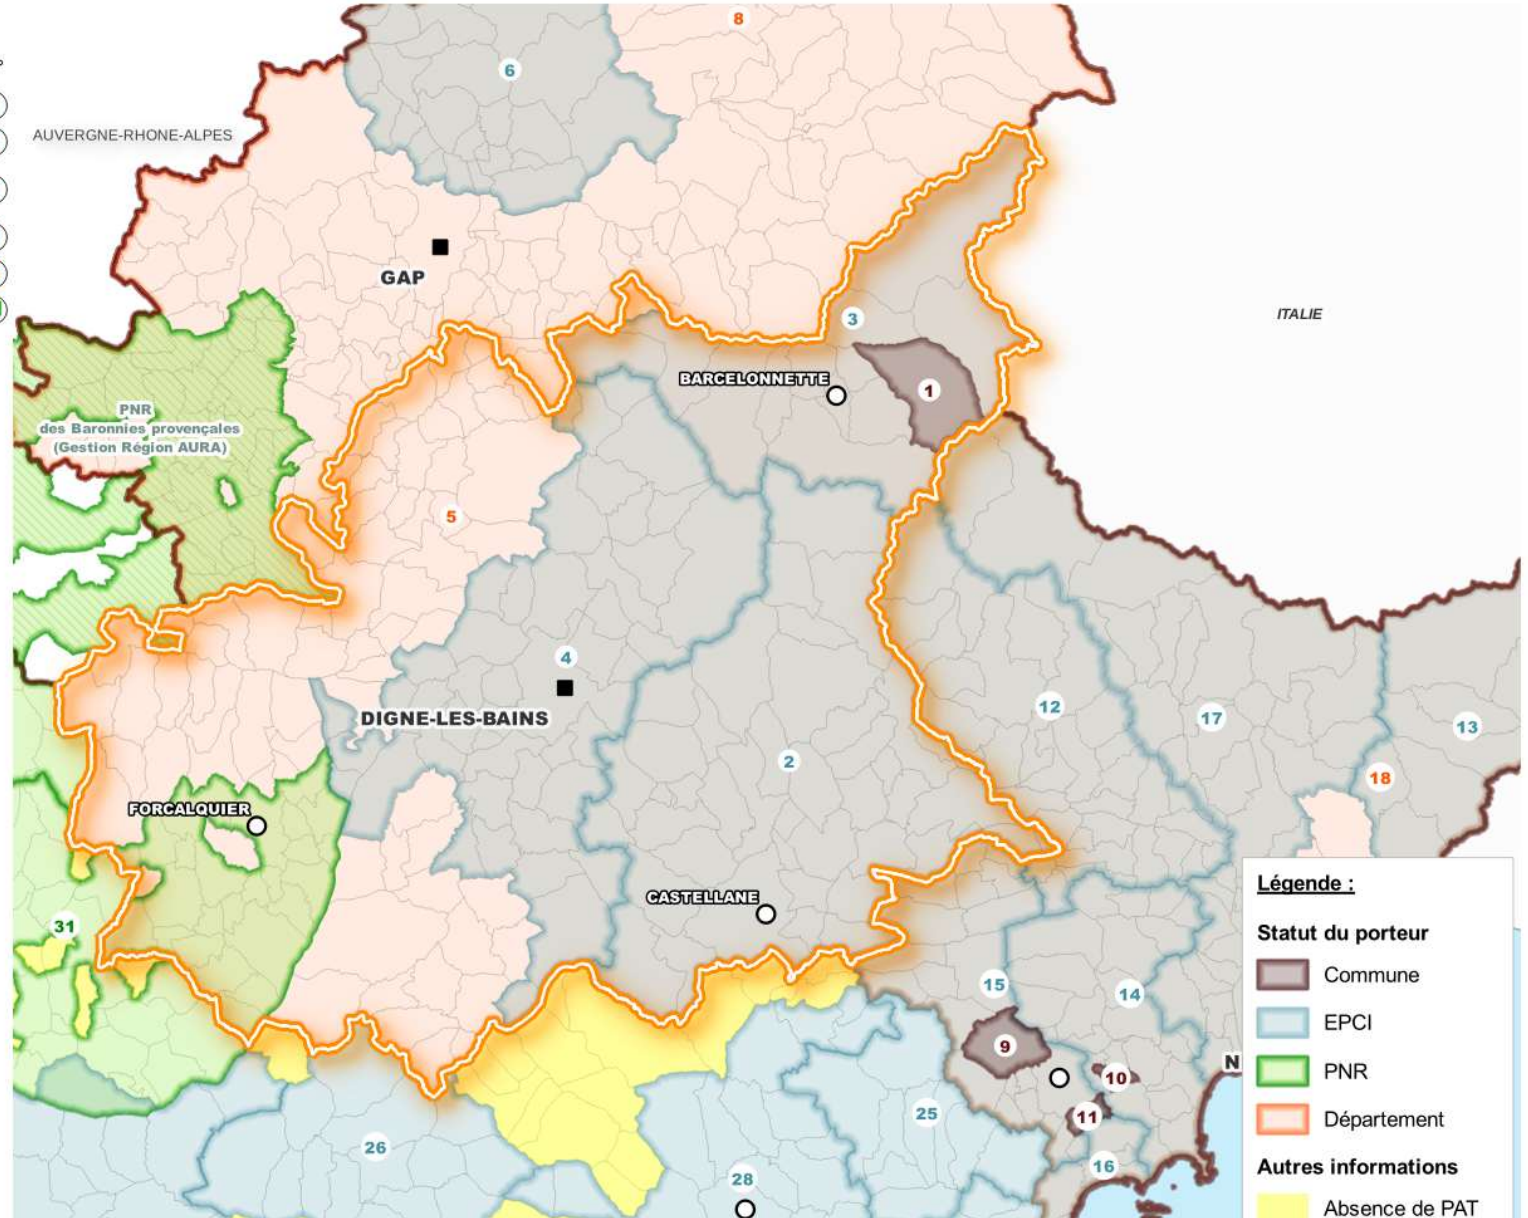 8
6
AUVERGNE-RHONE-ALPES
GAP
ITALIE
3
BARCELONNETTE
1
PNR
des Baronnies provençales
(Gestion Région AURA)
5
4
DIGNE-LES-BAINS
12
17
13
2
18
FORCALQUIER
CASTELLANE
31
15
14
9
N
10
11
25
26
16
28
Légende :
Statut du porteur
Commune
EPCI
PNR
Département
Autres informations
Absence de PAT